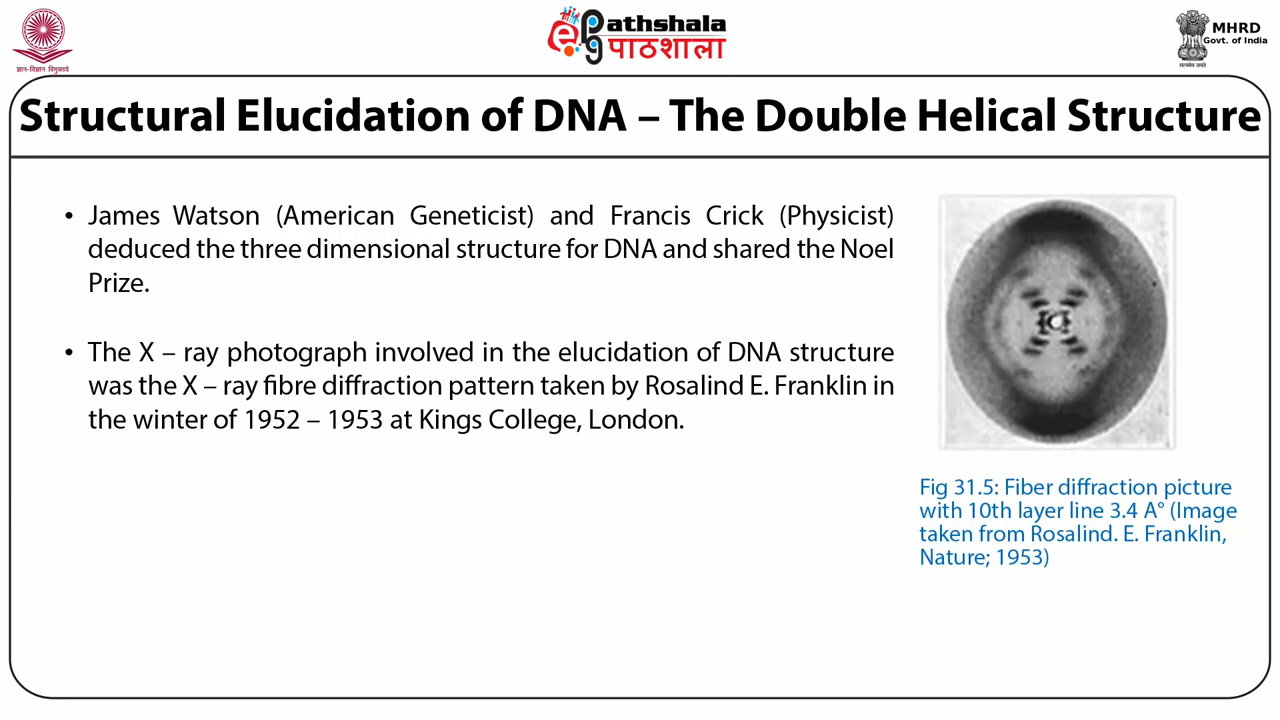 ज्ञान-विज्ञान विमुक्तये
ePathshala
पाठशाला
MHRD
Govt. of India
सत्यमेव जयते
Structural Elucidation of DNA – The Double Helical Structure
• James Watson (American Geneticist) and Francis Crick (Physicist)
deduced the three dimensional structure for DNA and shared the Noel
Prize.
• The X – ray photograph involved in the elucidation of DNA structure
was the X – ray fibre diffraction pattern taken by Rosalind E. Franklin in
the winter of 1952 – 1953 at Kings College, London.
Fig 31.5: Fiber diffraction picture
with 10th layer line 3.4 A° (Image
taken from Rosalind. E. Franklin,
Nature; 1953)